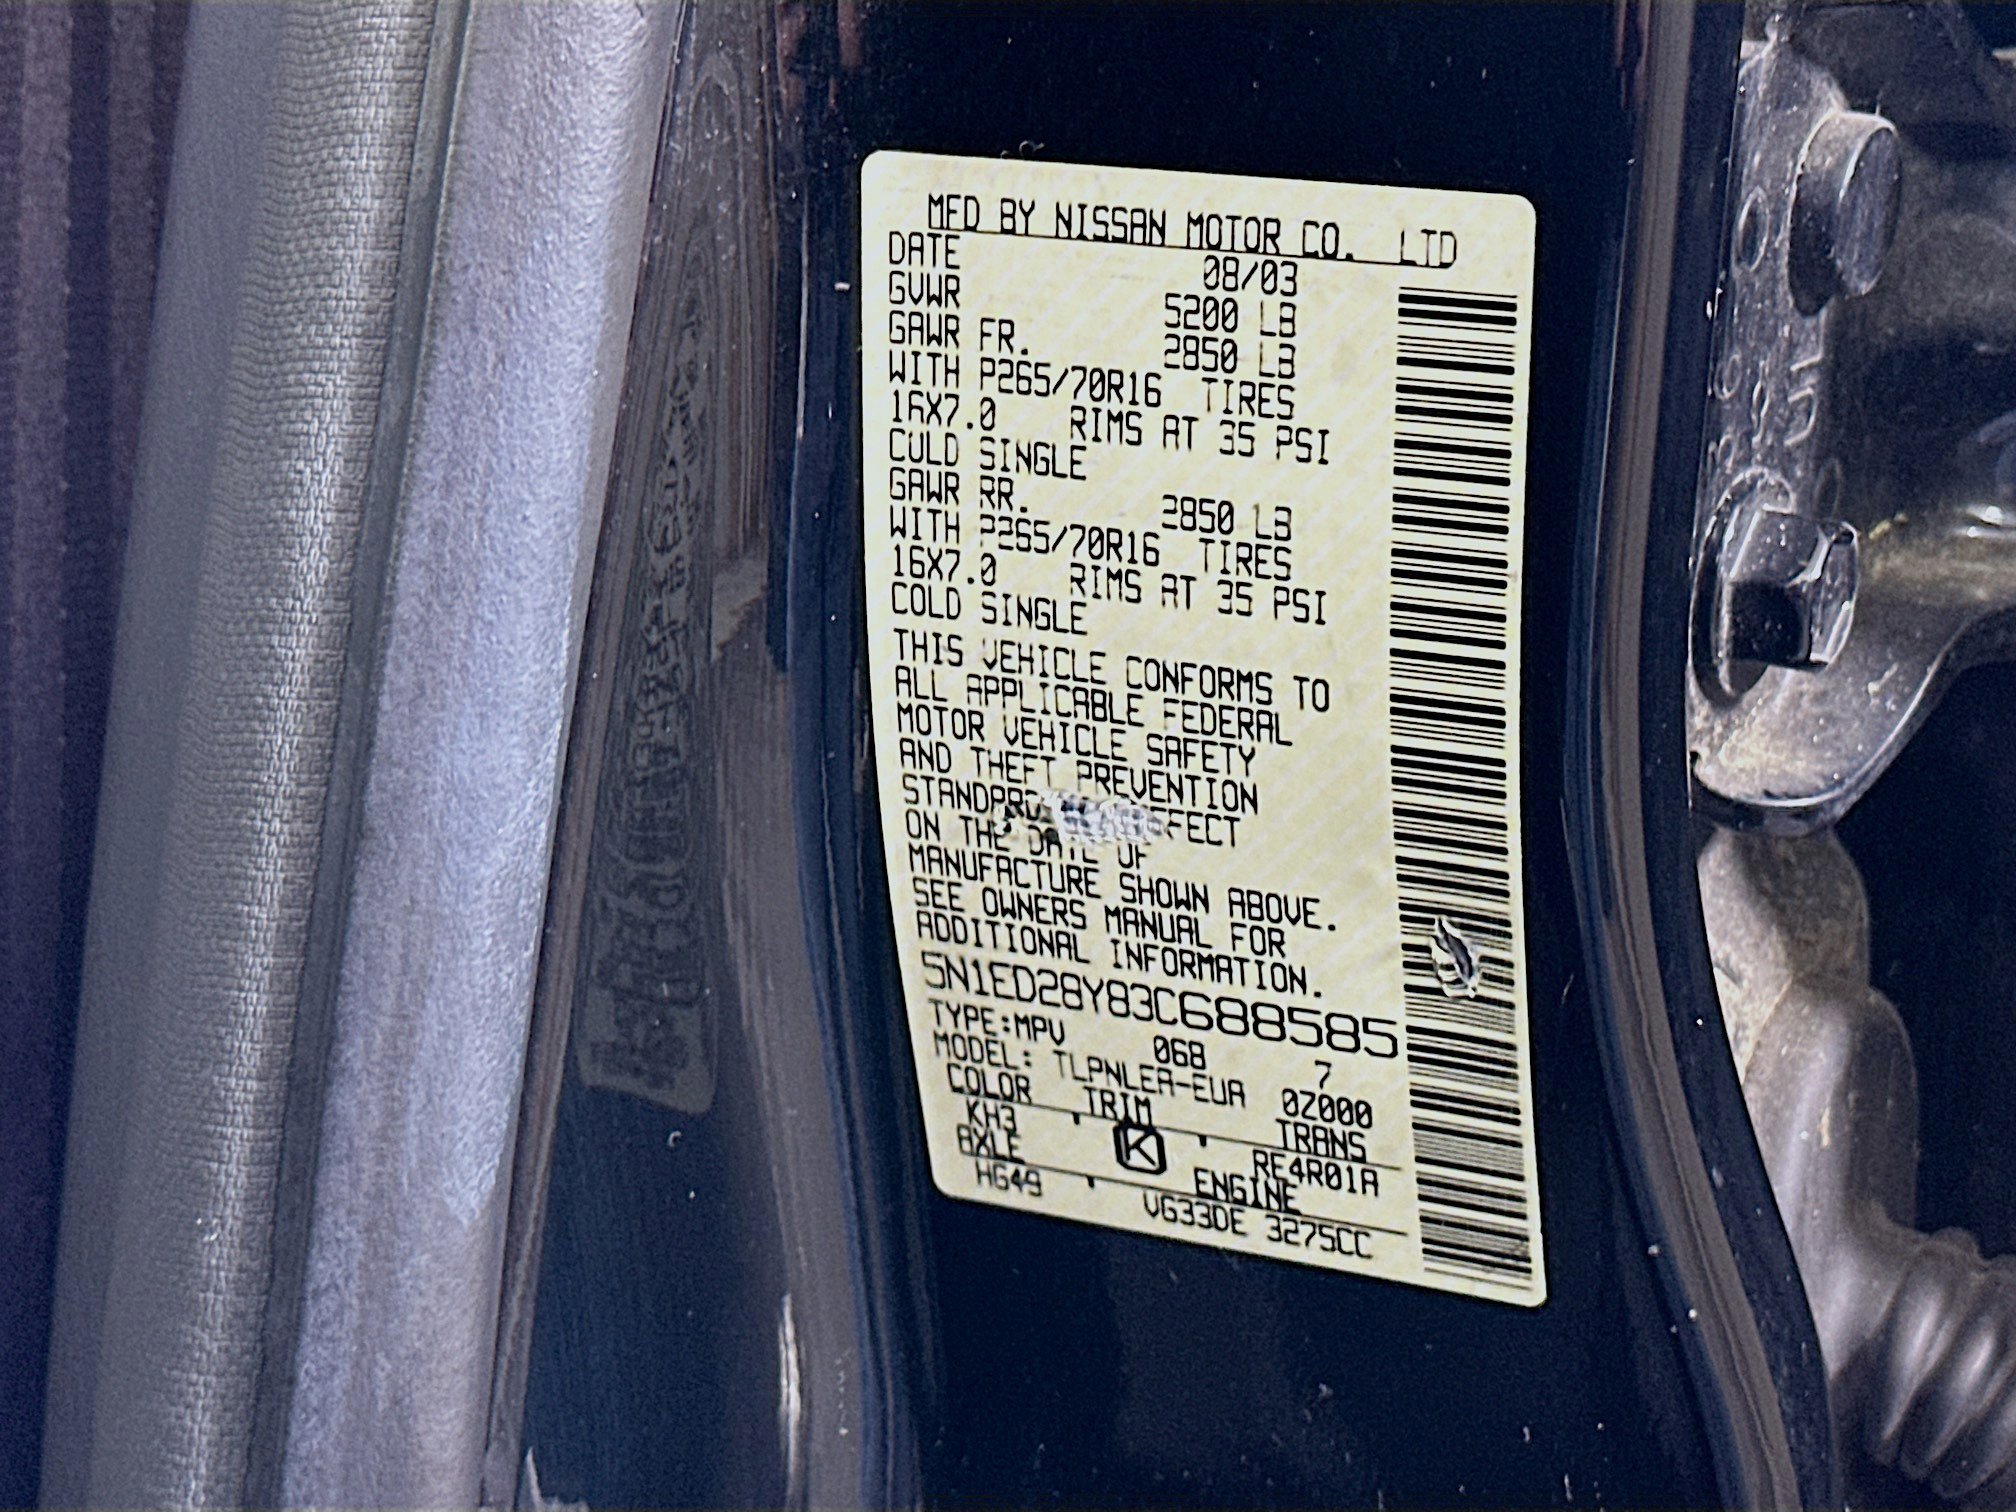 MFD BY NISSAN MOTOR CO. LTD
DATE 08/03
GVWR 5200 LB
GAWR FR. 2850 LB
WITH P265/70R16 TIRES
16X7.0 RIMS AT 35 PSI
COLD SINGLE
GAWR RR. 2850 LB
WITH P265/70R16 TIRES
16X7.0 RIMS AT 35 PSI
COLD SINGLE
THIS VEHICLE CONFORMS TO
ALL APPLICABLE FEDERAL
MOTOR VEHICLE SAFETY
AND THEFT PREVENTION
ON THE DATE OF
MANUFACTURE SHOWN ABOVE.
SEE OWNERS MANUAL FOR
ADDITIONAL INFORMATION.
5N1ED28Y83C688585
TYPE:MPV 068 7
MODEL: TLPNLEA-EUA 0Z000
COLOR TRIM TRANS
KH3 K RE4R01A
AXLE ENGINE
HG49 VG33DE 3275CC